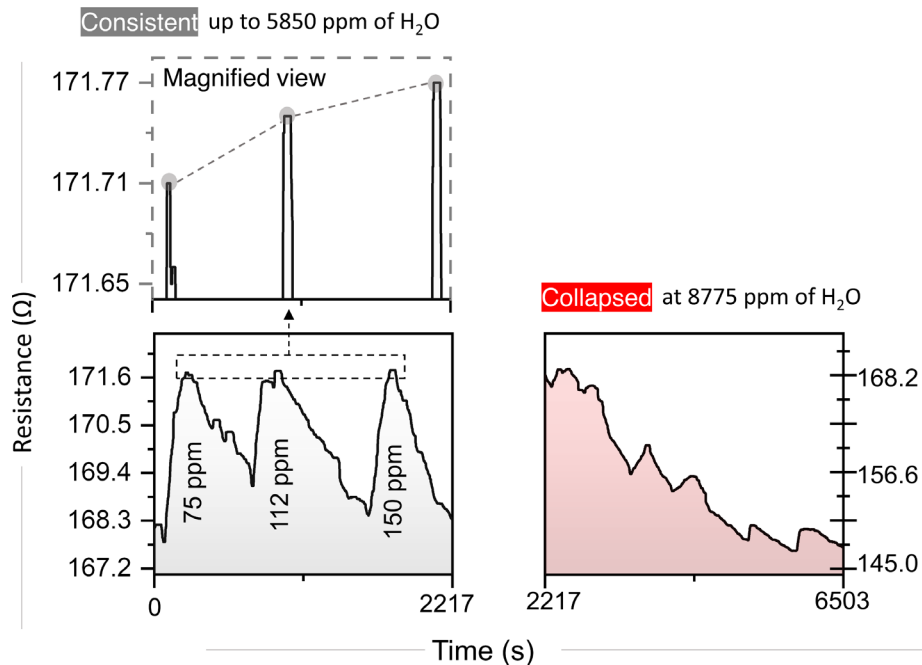 Consistent up to 5850 ppm of H₂O
Magnified view
171.77
171.71
171.65
Collapsed at 8775 ppm of H₂O
Resistance (Ω)
171.6
170.5
169.4
168.3
167.2
75 ppm
112 ppm
150 ppm
0
2217
168.2
156.6
145.0
2217
6503
Time (s)